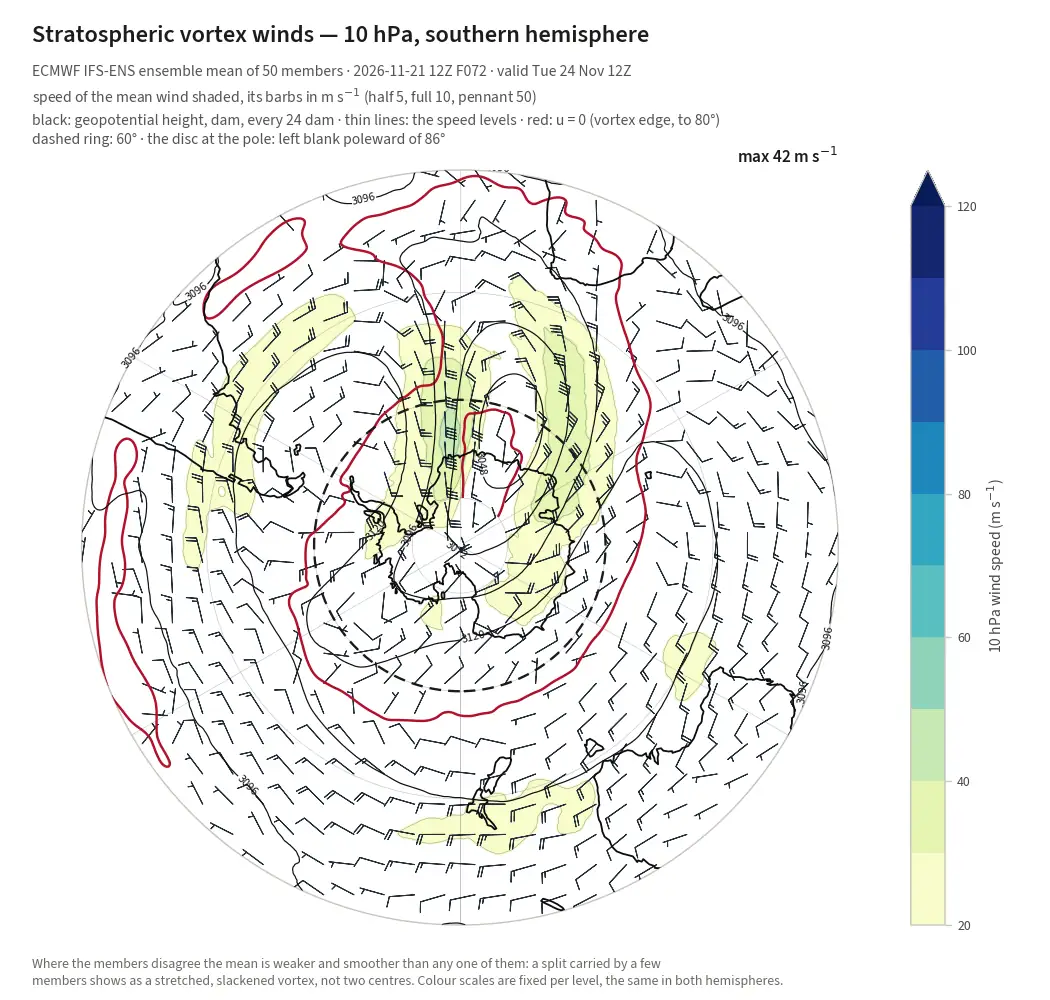 Stratospheric vortex winds — 10 hPa, southern hemisphere
ECMWF IFS-ENS ensemble mean of 50 members · 2026-11-21 12Z F072 · valid Tue 24 Nov 12Z
speed of the mean wind shaded, its barbs in m s⁻¹ (half 5, full 10, pennant 50)
black: geopotential height, dam, every 24 dam · thin lines: the speed levels · red: u = 0 (vortex edge, to 80°)
dashed ring: 60° · the disc at the pole: left blank poleward of 86°
max 42 m s⁻¹
3096
3096
3096
3096
3048
3120
3096
3096
3096
120
100
80
60
40
20
10 hPa wind speed (m s⁻¹)
Where the members disagree the mean is weaker and smoother than any one of them: a split carried by a few
members shows as a stretched, slackened vortex, not two centres. Colour scales are fixed per level, the same in both hemispheres.